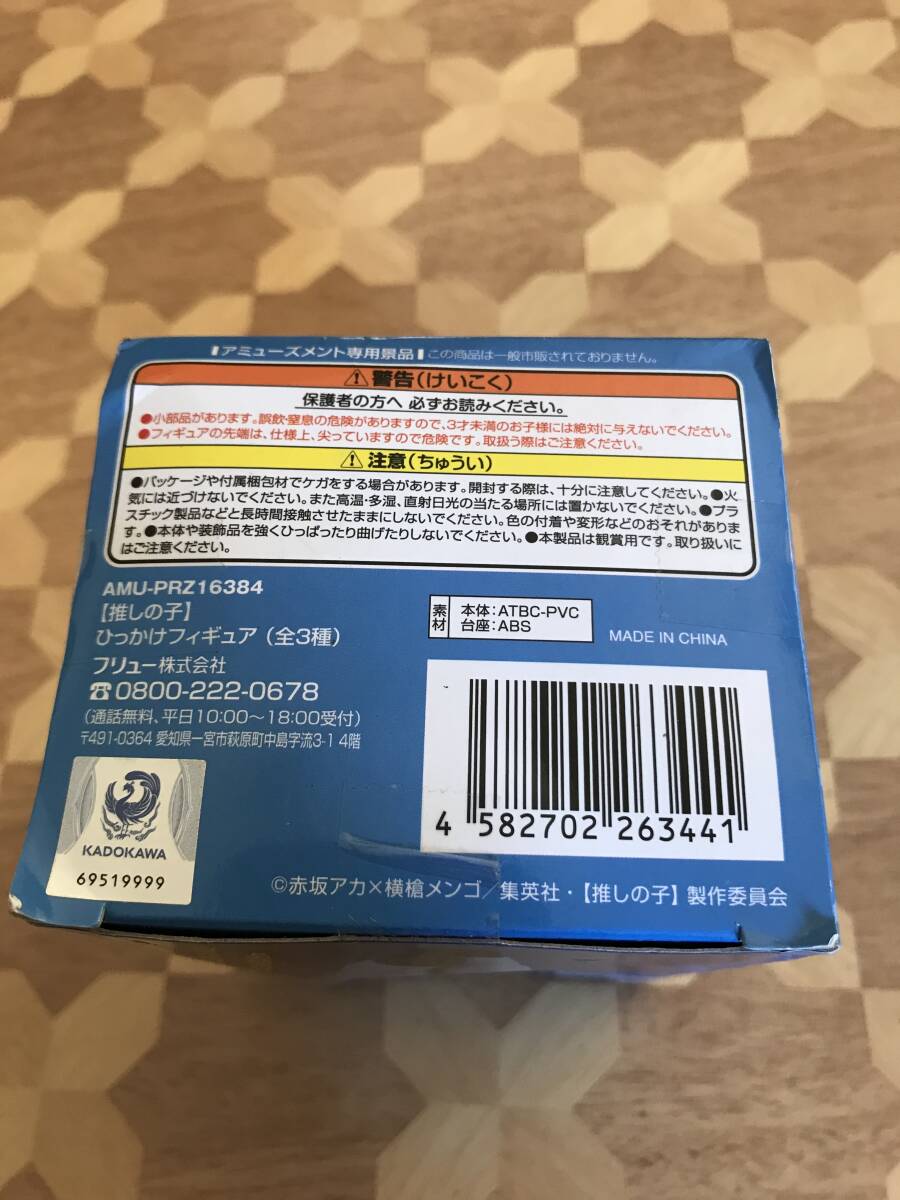 アミューズメント専用景品 この商品は一般市販されておりません。
⚠警告(けいこく)
保護者の方へ 必ずお読みください。
●小部品があります。誤飲・窒息の危険がありますので、3才未満のお子様には絶対に与えないでください。
●フィギュアの先端は、仕様上、尖っていますので危険です。取扱う際はご注意ください。
⚠注意(ちゅうい)
●パッケージや付属梱包材でケガをする場合があります。開封する際は、十分に注意してください。●火
気には近づけないでください。また高温・多湿、直射日光の当たる場所には置かないでください。●プラ
スチック製品などと長時間接触させたままにしないでください。色の付着や変形などのおそれがありま
す。●本体や装飾品を強くひっぱったり曲げたりしないでください。●本製品は観賞用です。取り扱いに
はご注意ください。
AMU-PRZ16384
【推しの子】
ひっかけフィギュア(全3種)
フリュー株式会社
☎0800-222-0678
(通話無料、平日10:00〜18:00受付)
〒491-0364 愛知県一宮市萩原町中島字流3-1 4階
素材
本体:ATBC-PVC
台座:ABS
MADE IN CHINA
4 582702 263441
KADOKAWA
69519999
©赤坂アカ×横槍メンゴ/集英社・【推しの子】製作委員会